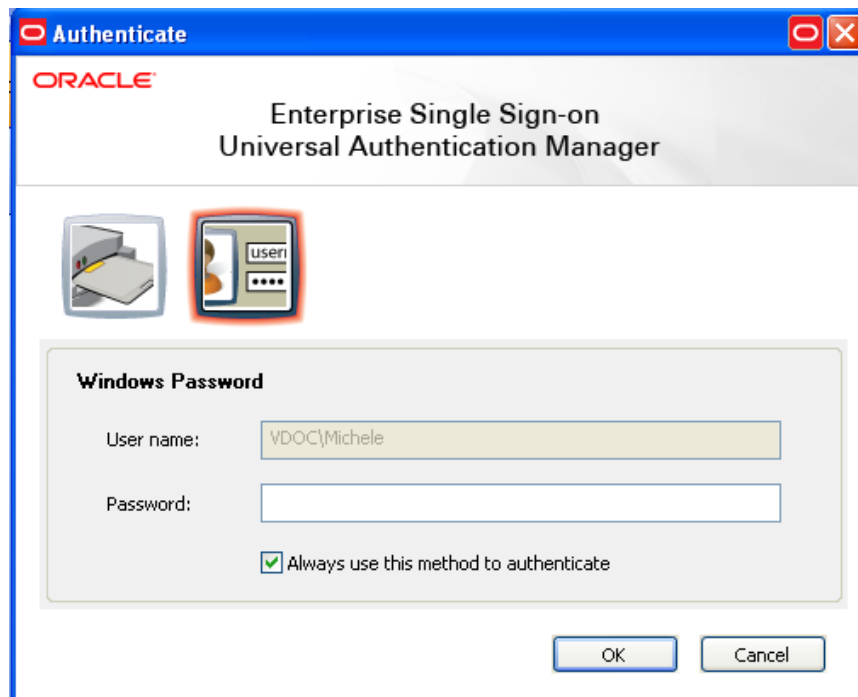 Authenticate
ORACLE
Enterprise Single Sign-on
Universal Authentication Manager
user
Windows Password
User name:
VDOC\Michele
Password:
Always use this method to authenticate
OK
Cancel